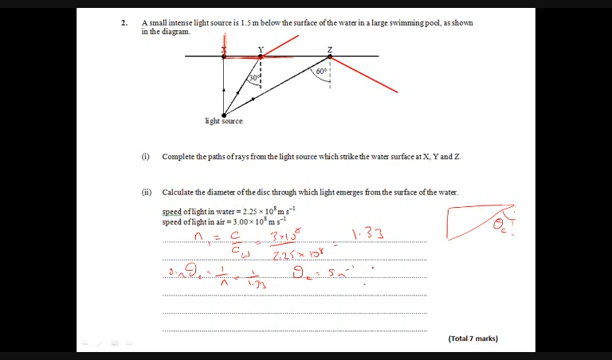 2. A small intense light source is 1.5 m below the surface of the water in a large swimming pool, as shown
in the diagram.
X Y Z
30° 60°
light source
(i) Complete the paths of rays from the light source which strike the water surface at X, Y and Z.
(ii) Calculate the diameter of the disc through which light emerges from the surface of the water.
speed of light in water = 2.25 × 10⁸ m s⁻¹
speed of light in air = 3.00 × 10⁸ m s⁻¹
n₁ = c/c_w = 3×10⁸/2.25×10⁸ = 1.33
θc
sin θc = 1/n = 1/1.33 θc = sin⁻¹
(Total 7 marks)